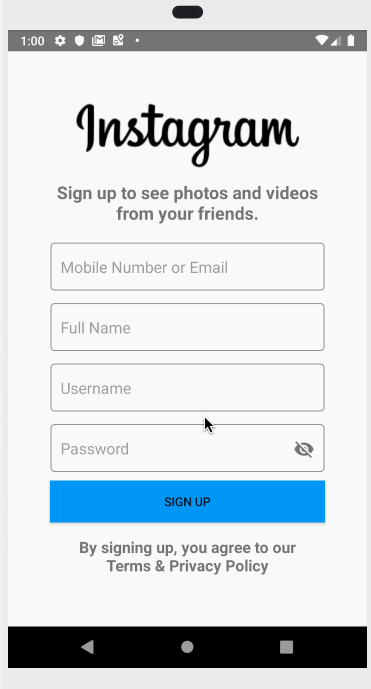 1:00
Instagram
Sign up to see photos and videos
from your friends.
Mobile Number or Email
Full Name
Username
Password
SIGN UP
By signing up, you agree to our
Terms & Privacy Policy